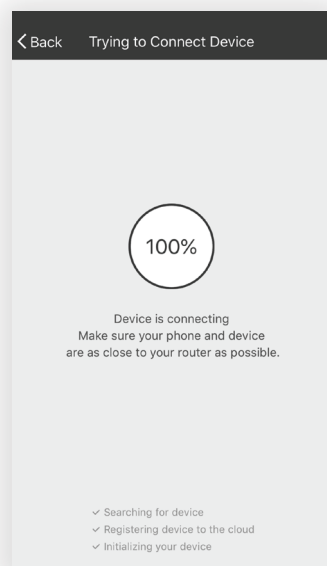 Back
Trying to Connect Device
100%
Device is connecting
Make sure your phone and device
are as close to your router as possible.
✓ Searching for device
✓ Registering device to the cloud
✓ Initializing your device